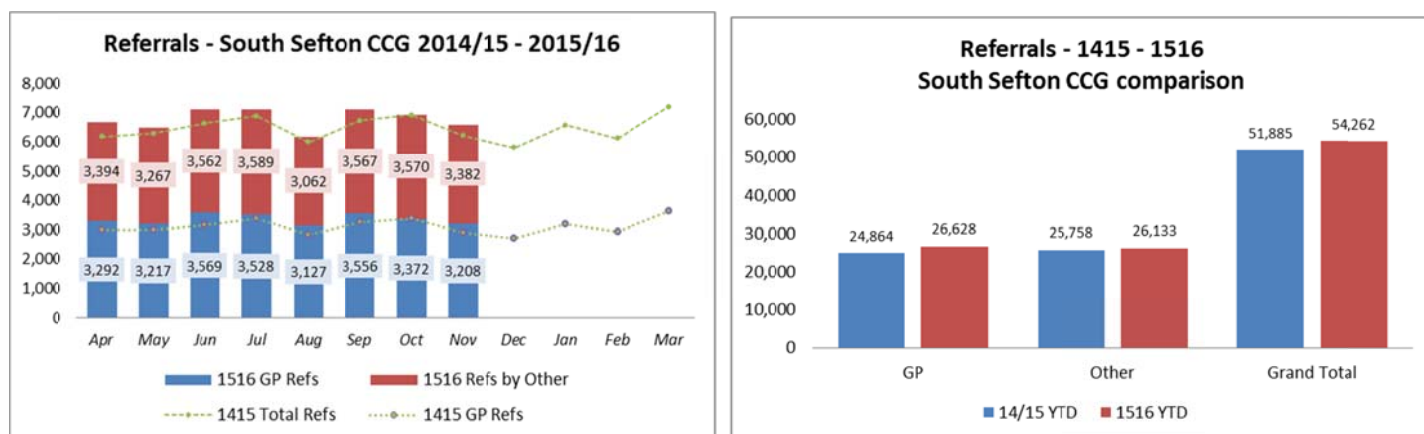 Referrals - South Sefton CCG 2014/15 - 2015/16
8,000
7,000
6,000
5,000
4,000
3,000
2,000
1,000
0
3,394 3,267 3,562 3,589 3,062 3,567 3,570 3,382
3,292 3,217 3,569 3,528 3,127 3,556 3,372 3,208
Apr May Jun Jul Aug Sep Oct Nov Dec Jan Feb Mar
1516 GP Refs 1516 Refs by Other
1415 Total Refs 1415 GP Refs
Referrals - 1415 - 1516
South Sefton CCG comparison
60,000
50,000
40,000
30,000
20,000
10,000
0
24,864 26,628 25,758 26,133 51,885 54,262
GP Other Grand Total
14/15 YTD 1516 YTD